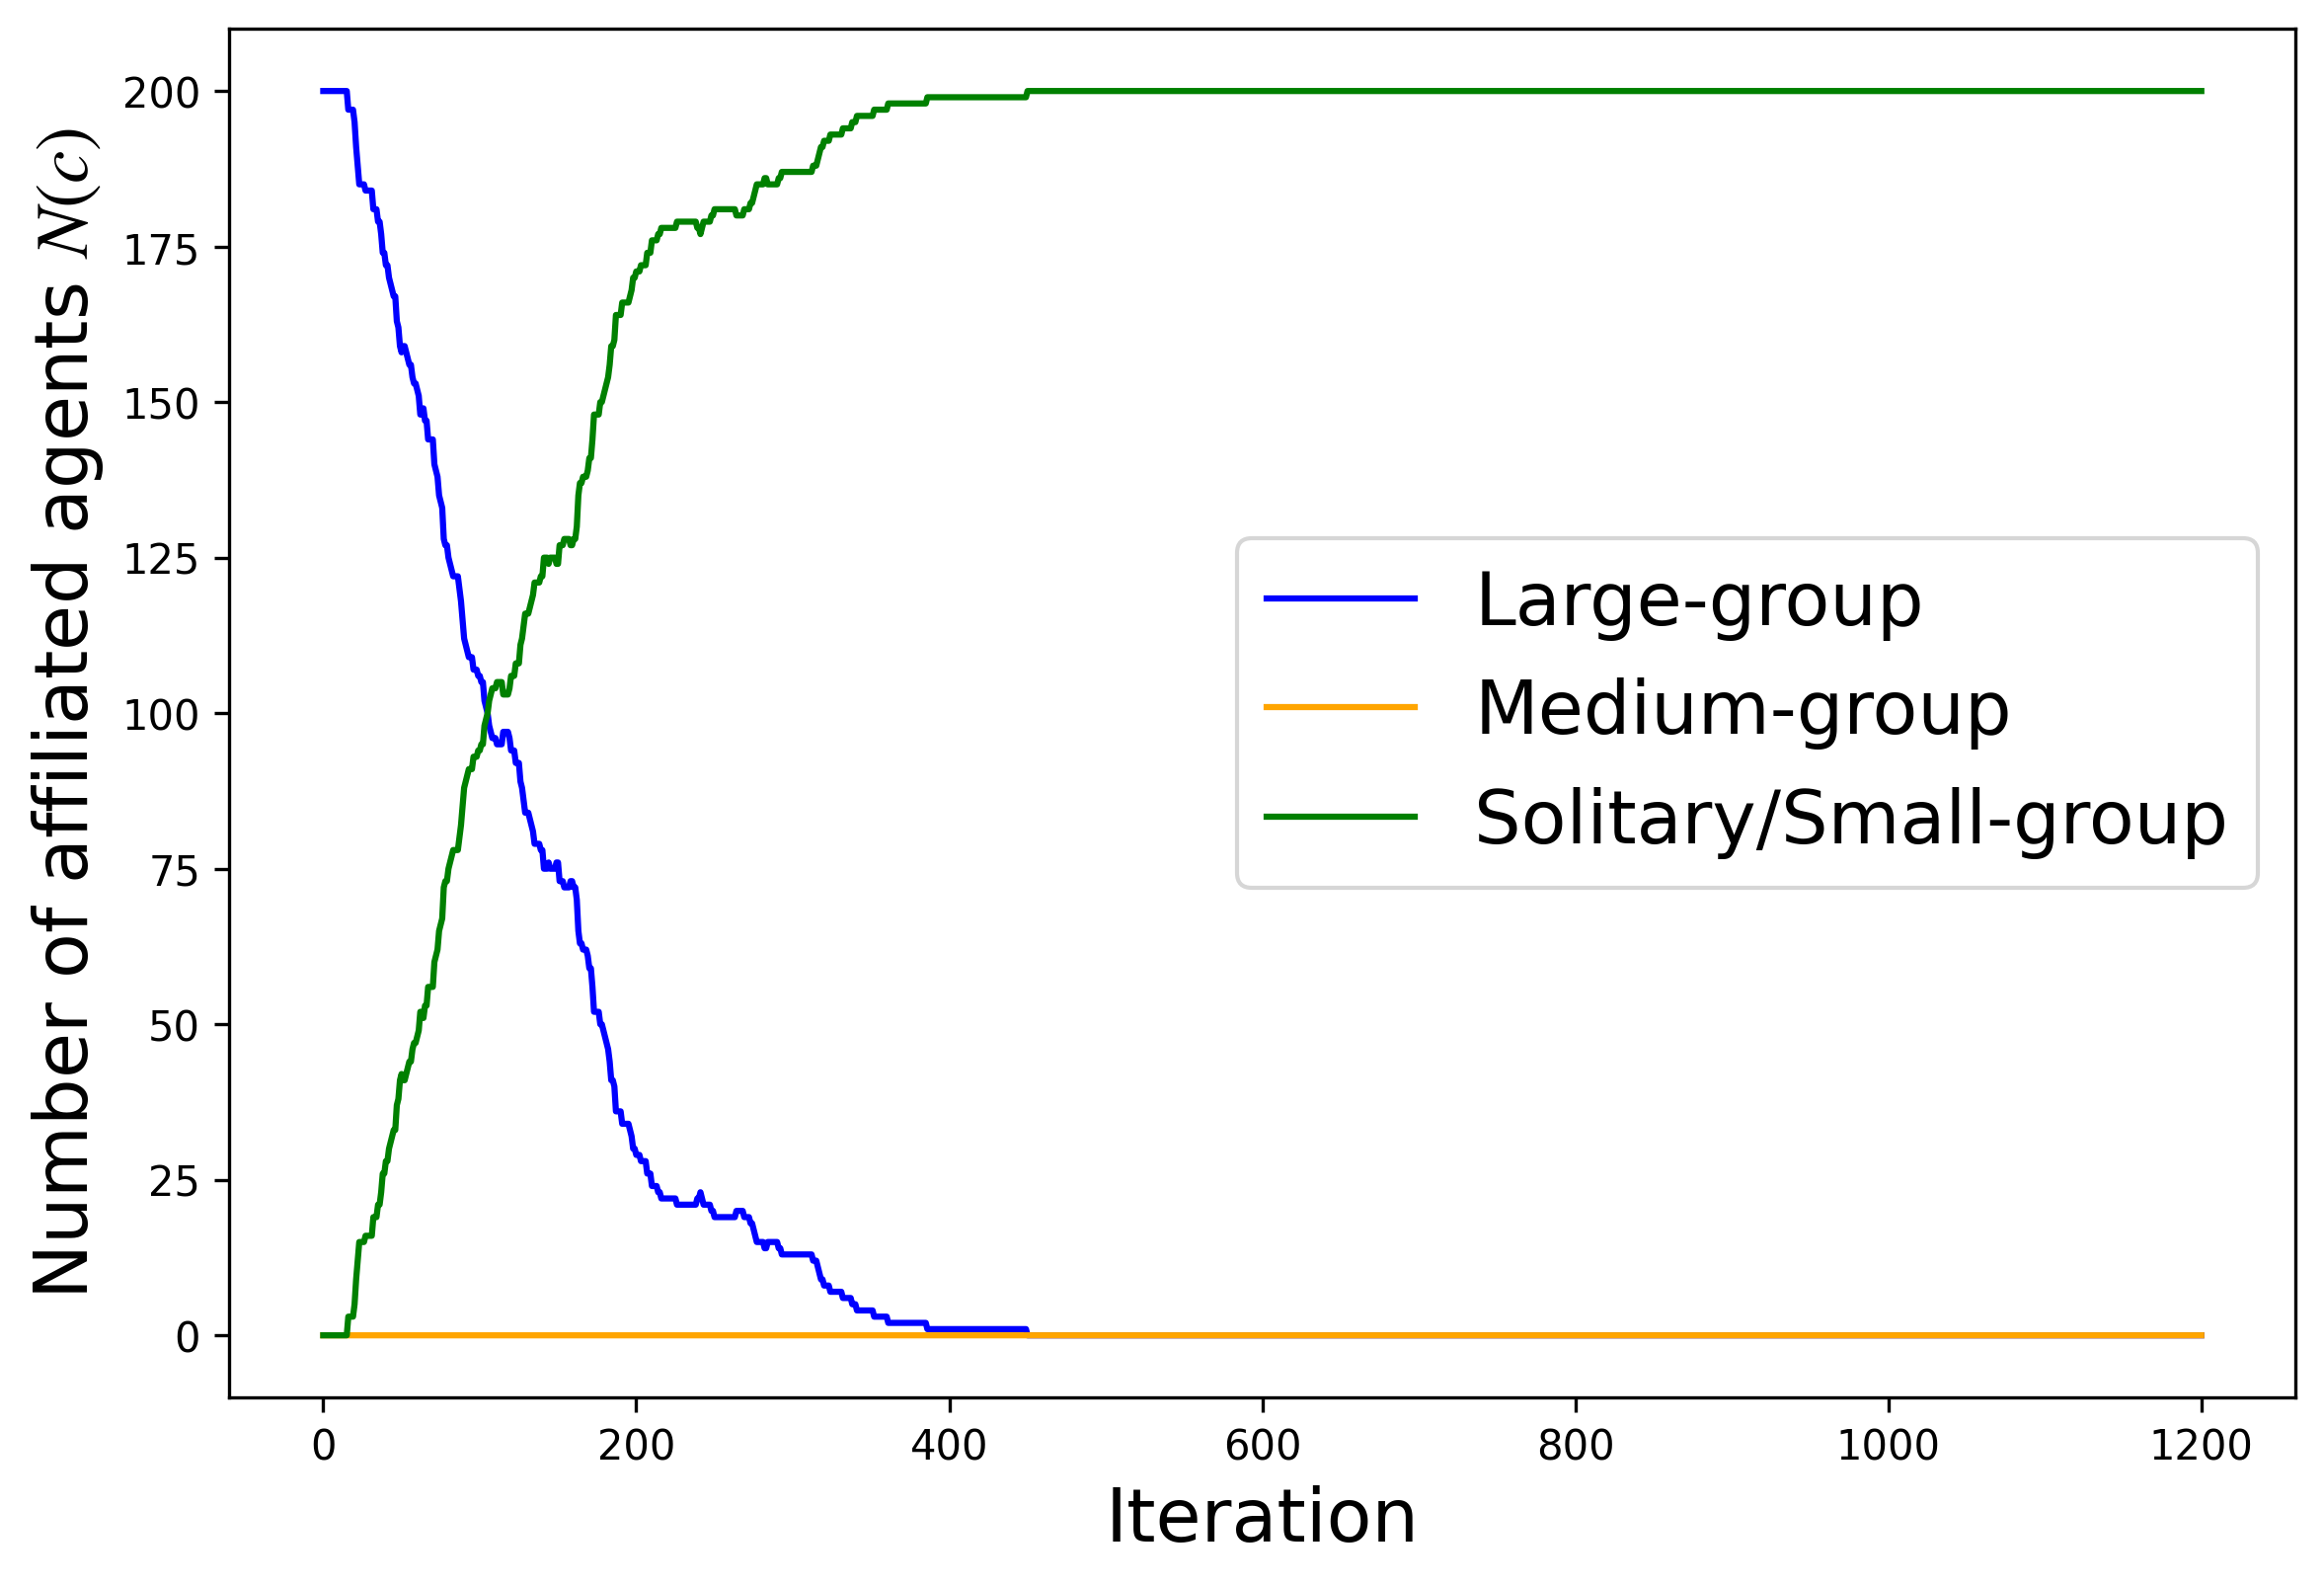 Number of affiliated agents N(c)
200
175
150
125
100
75
50
25
0
Large-group
Medium-group
Solitary/Small-group
0 200 400 600 800 1000 1200
Iteration